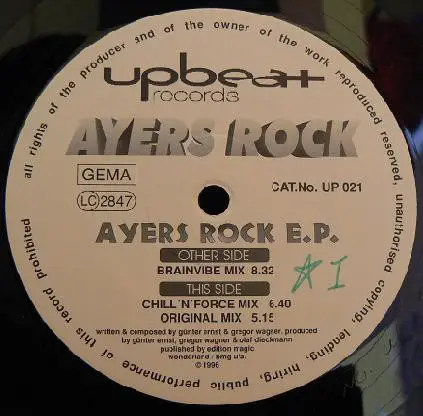 all rights of the producer and of the owner of the work reproduced reserved, unauthorised copying, lending, hiring, public performance of this record prohibited
upbeat
records
AYERS ROCK
GEMA
LC 2847
CAT.No. UP 021
AYERS ROCK E.P.
OTHER SIDE
BRAINVIBE MIX 8.32
THIS SIDE
CHILL'N'FORCE MIX 6.40
ORIGINAL MIX 5.15
written & composed by günter ernst & gregor wagner, produced
by günter ernst, gregor wagner & olaf dieckmann
published by edition magic
wonderland / bmg ufa.
© 1996
I